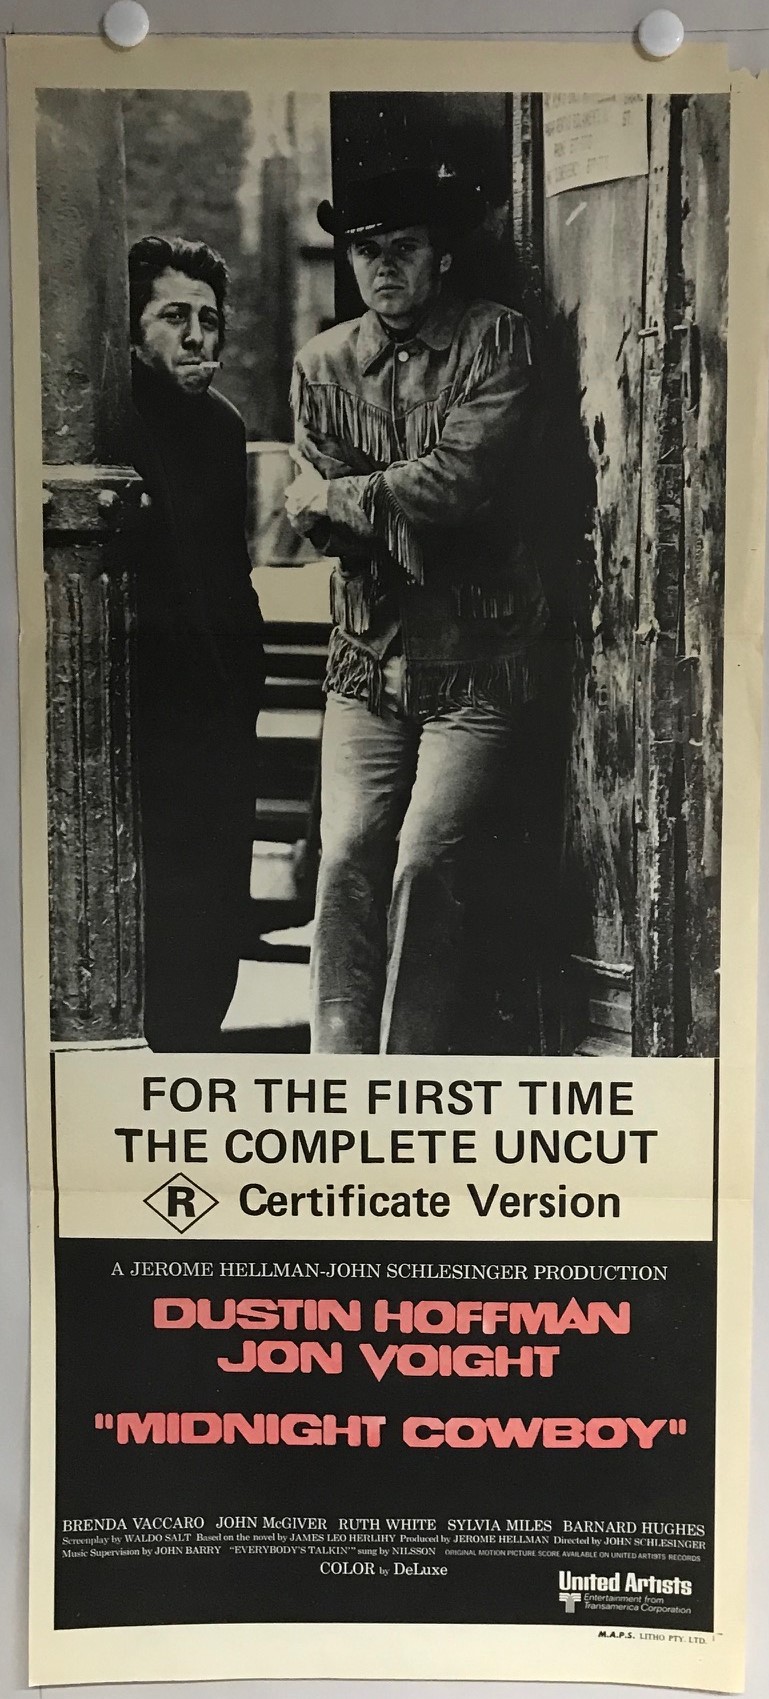 FOR THE FIRST TIME
THE COMPLETE UNCUT
R Certificate Version
A JEROME HELLMAN-JOHN SCHLESINGER PRODUCTION
DUSTIN HOFFMAN
JON VOIGHT
"MIDNIGHT COWBOY"
BRENDA VACCARO JOHN McGIVER RUTH WHITE SYLVIA MILES BARNARD HUGHES
Screenplay by WALDO SALT Based on the novel by JAMES LEO HERLIHY Produced by JEROME HELLMAN Directed by JOHN SCHLESINGER
Music Supervision by JOHN BARRY "EVERYBODY'S TALKIN'" sung by NILSSON ORIGINAL MOTION PICTURE SCORE AVAILABLE ON UNITED ARTISTS RECORDS
COLOR by DeLuxe
United Artists
Entertainment from
Transamerica Corporation
M.A.P.S. LITHO PTY. LTD.